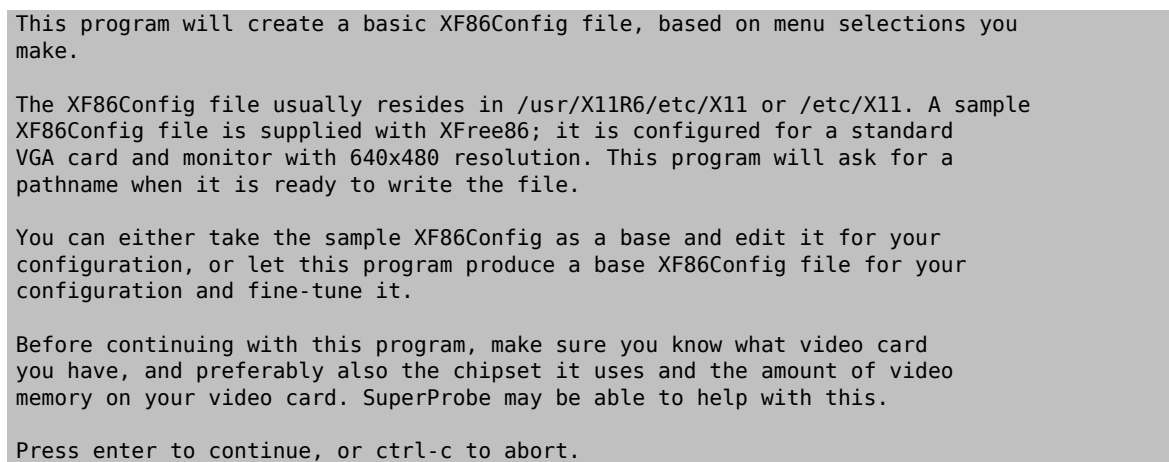 This program will create a basic XF86Config file, based on menu selections you
make.
The XF86Config file usually resides in /usr/X11R6/etc/X11 or /etc/X11. A sample
XF86Config file is supplied with XFree86; it is configured for a standard
VGA card and monitor with 640x480 resolution. This program will ask for a
pathname when it is ready to write the file.
You can either take the sample XF86Config as a base and edit it for your
configuration, or let this program produce a base XF86Config file for your
configuration and fine-tune it.
Before continuing with this program, make sure you know what video card
you have, and preferably also the chipset it uses and the amount of video
memory on your video card. SuperProbe may be able to help with this.
Press enter to continue, or ctrl-c to abort.